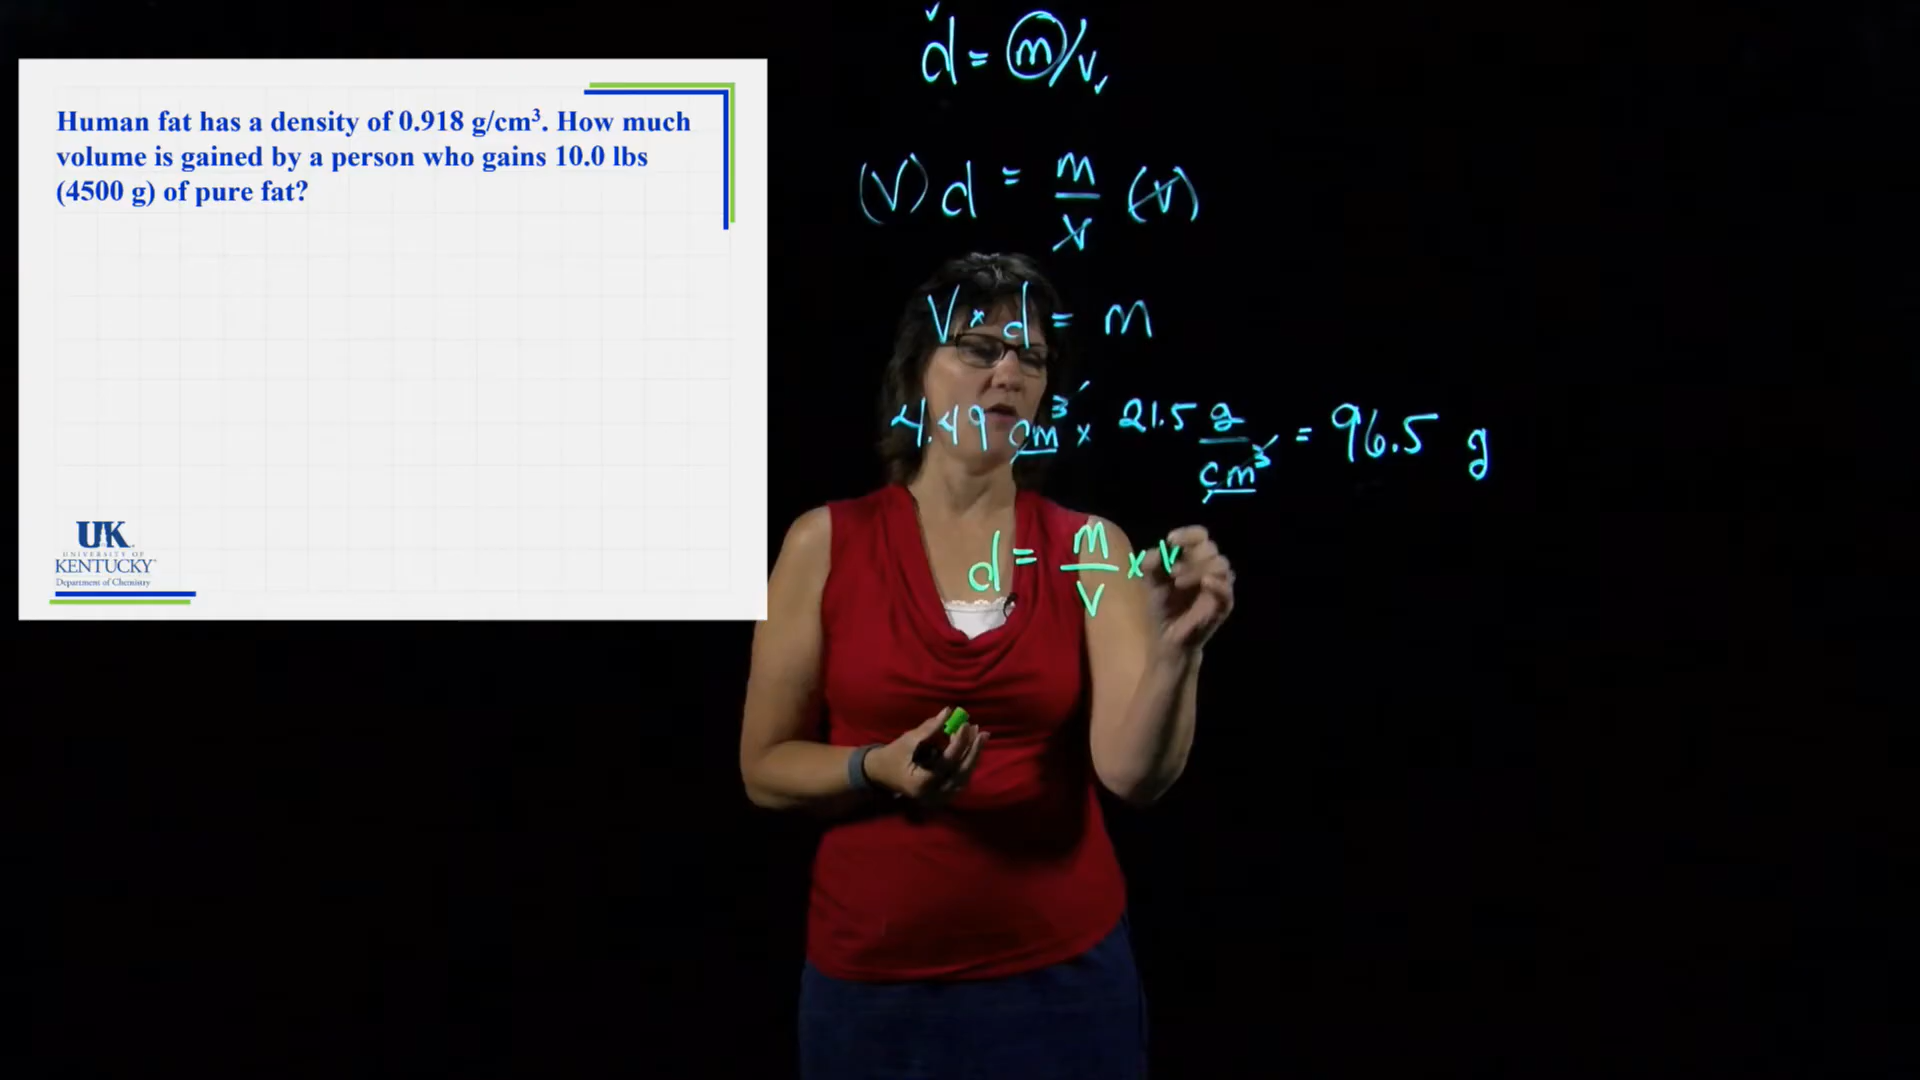 Human fat has a density of 0.918 g/cm³. How much
volume is gained by a person who gains 10.0 lbs
(4500 g) of pure fat?
UK
UNIVERSITY OF
KENTUCKY™
Department of Chemistry
d = m/v
(V) d = m/v (v)
V × d = m
4.49 cm³ × 21.5 g/cm³ = 96.5 g
d = m/v × v